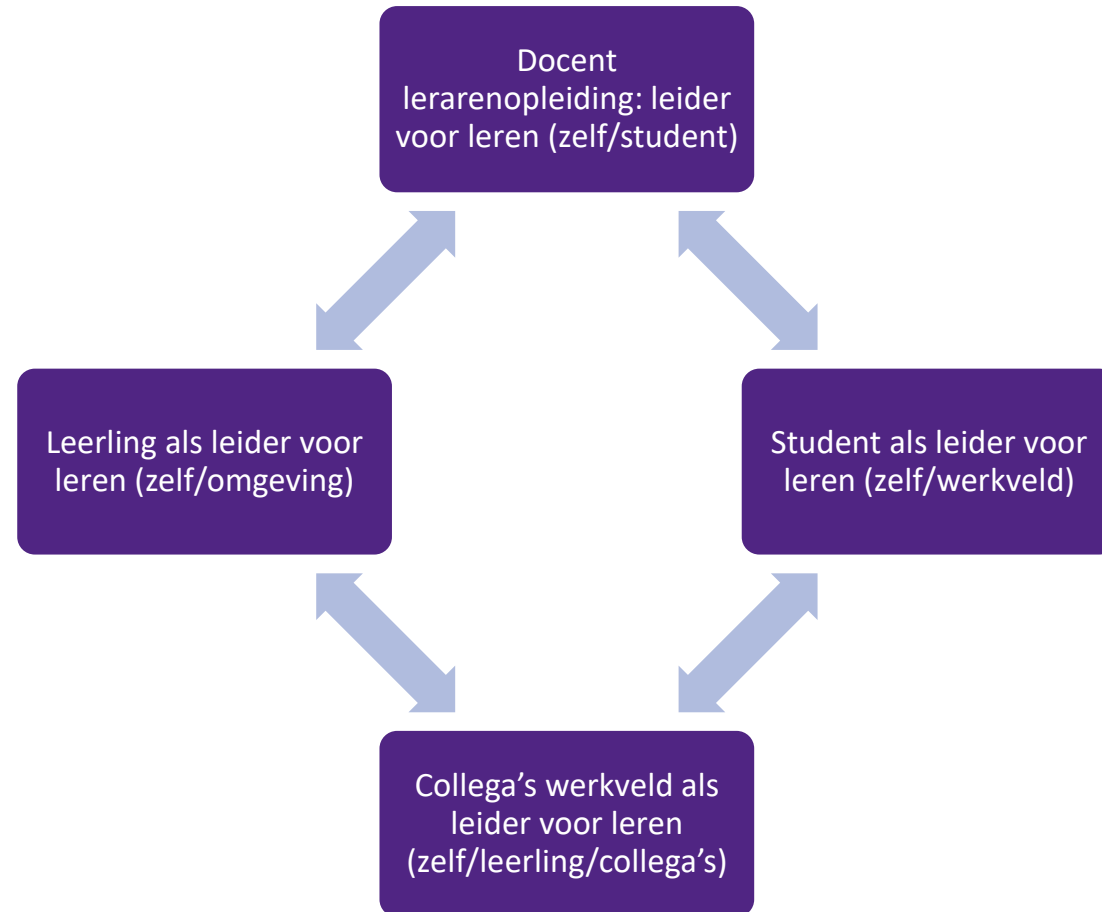 Docent
lerarenopleiding: leider
voor leren (zelf/student)
Leerling als leider voor
leren (zelf/omgeving)
Student als leider voor
leren (zelf/werkveld)
Collega’s werkveld als
leider voor leren
(zelf/leerling/collega’s)